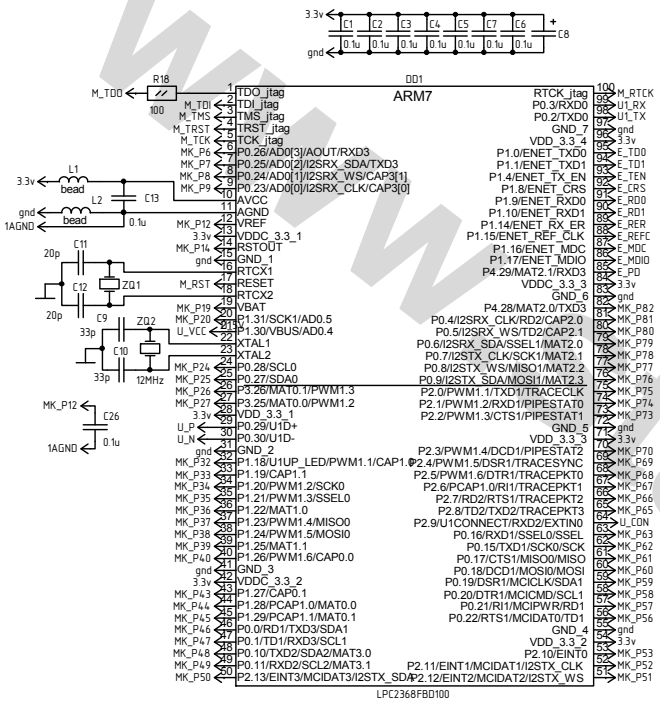 3.3v
C1 C2 C3 C4 C5 C7 C6 + C8
0.1u 0.1u 0.1u 0.1u 0.1u 0.1u 0.1u
gnd
DD1
ARM7
R18
100
M_TDO 1 TDO_jtag RTCK_jtag 100 M_RTCK
M_TDI 2 TDI_jtag P0.3/RXD0 99 U1_RX
M_TMS 3 TMS_jtag P0.2/TXD0 98 U1_TX
M_TRST 4 TRST_jtag GND_7 97 gnd
M_TCK 5 TCK_jtag VDD_3.3_4 96 3.3v
MK_P6 6 P0.26/AD0[3]/AOUT/RXD3 P1.0/ENET_TXD0 95 E_TD0
MK_P7 7 P0.25/AD0[2]/I2SRX_SDA/TXD3 P1.1/ENET_TXD1 94 E_TD1
MK_P8 8 P0.24/AD0[1]/I2SRX_WS/CAP3[1] P1.4/ENET_TX_EN 93 E_TEN
MK_P9 9 P0.23/AD0[0]/I2SRX_CLK/CAP3[0] P1.8/ENET_CRS 92 E_CRS
L1
3.3v bead
10 AVCC P1.9/ENET_RXD0 91 E_RD0
L2 C13
gnd bead
1AGND 0.1u
11 AGND P1.10/ENET_RXD1 90 E_RD1
MK_P12 12 VREF P1.14/ENET_RX_ER 89 E_RER
3.3v 13 VDDC_3.3_1 P1.15/ENET_REF_CLK 88 E_REFC
MK_P14 14 RSTOUT P1.16/ENET_MDC 87 E_MDC
gnd 15 GND_1 P1.17/ENET_MDIO 86 E_MDIO
20p C11
16 RTCX1 P4.29/MAT2.1/RXD3 85 E_PD
ZQ1
M_RST 17 RESET VDDC_3.3_3 84 3.3v
C12
20p
18 RTCX2 GND_6 83 gnd
MK_P19 19 VBAT P4.28/MAT2.0/TXD3 82 MK_P82
MK_P20 20 P1.31/SCK1/AD0.5 P0.4/I2SRX_CLK/RD2/CAP2.0 81 MK_P81
U_VCC P1.30/VBUS/AD0.4 P0.5/I2SRX_WS/TD2/CAP2.1 80 MK_P80
C9 ZQ2
33p
22 XTAL1 P0.6/I2SRX_SDA/SSEL1/MAT2.0 79 MK_P79
23 XTAL2 P0.7/I2STX_CLK/SCK1/MAT2.1 78 MK_P78
C10
33p 12MHz
MK_P24 24 P0.28/SCL0 P0.8/I2STX_WS/MISO1/MAT2.2 77 MK_P77
MK_P25 25 P0.27/SDA0 P0.9/I2STX_SDA/MOSI1/MAT2.3 76 MK_P76
MK_P26 26 P3.26/MAT0.1/PWM1.3 P2.0/PWM1.1/TXD1/TRACECLK 75 MK_P75
MK_P27 27 P3.25/MAT0.0/PWM1.2 P2.1/PWM1.2/RXD1/PIPESTAT0 74 MK_P74
3.3v 28 VDD_3.3_1 P2.2/PWM1.3/CTS1/PIPESTAT1 73 MK_P73
MK_P12
C26
0.1u
1AGND
U_P 29 P0.29/U1D+ GND_5 72 gnd
U_N 30 P0.30/U1D- VDD_3.3_3 71 3.3v
gnd 31 GND_2 P2.3/PWM1.4/DCD1/PIPESTAT2 70 MK_P70
MK_P32 32 P1.18/U1UP_LED/PWM1.1/CAP1.0 P2.4/PWM1.5/DSR1/TRACESYNC 69 MK_P69
MK_P33 33 P1.19/CAP1.1 P2.5/PWM1.6/DTR1/TRACEPKT0 68 MK_P68
MK_P34 34 P1.20/PWM1.2/SCK0 P2.6/PCAP1.0/RI1/TRACEPKT1 67 MK_P67
MK_P35 35 P1.21/PWM1.3/SSEL0 P2.7/RD2/RTS1/TRACEPKT2 66 MK_P66
MK_P36 36 P1.22/MAT1.0 P2.8/TD2/TXD2/TRACEPKT3 65 MK_P65
MK_P37 37 P1.23/PWM1.4/MISO0 P2.9/U1CONNECT/RXD2/EXTIN0 64 U_CON
MK_P38 38 P1.24/PWM1.5/MOSI0 P0.16/RXD1/SSEL0/SSEL 63 MK_P63
MK_P39 39 P1.25/MAT1.1 P0.15/TXD1/SCK0/SCK 62 MK_P62
MK_P40 40 P1.26/PWM1.6/CAP0.0 P0.17/CTS1/MISO0/MISO 61 MK_P61
gnd 41 GND_3 P0.18/DCD1/MOSI0/MOSI 60 MK_P60
3.3v 42 VDDC_3.3_2 P0.19/DSR1/MCICLK/SDA1 59 MK_P59
MK_P43 43 P1.27/CAP0.1 P0.20/DTR1/MCICMD/SCL1 58 MK_P58
MK_P44 44 P1.28/PCAP1.0/MAT0.0 P0.21/RI1/MCIPWR/RD1 57 MK_P57
MK_P45 45 P1.29/PCAP1.1/MAT0.1 P0.22/RTS1/MCIDAT0/TD1 56 MK_P56
MK_P46 46 P0.0/RD1/TXD3/SDA1 GND_4 55 gnd
MK_P47 47 P0.1/TD1/RXD3/SCL1 VDD_3.3_2 54 3.3v
MK_P48 48 P0.10/TXD2/SDA2/MAT3.0 P2.10/EINT0 53 MK_P53
MK_P49 49 P0.11/RXD2/SCL2/MAT3.1 P2.11/EINT1/MCIDAT1/I2STX_CLK 52 MK_P52
MK_P50 50 P2.13/EINT3/MCIDAT3/I2STX_SDA P2.12/EINT2/MCIDAT2/I2STX_WS 51 MK_P51
LPC2368FBD100